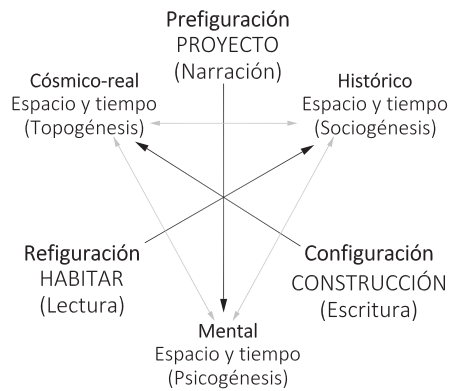 Prefiguración
PROYECTO
(Narración)
Cósmico-real
Espacio y tiempo
(Topogénesis)
Histórico
Espacio y tiempo
(Sociogénesis)
Refiguración
HABITAR
(Lectura)
Configuración
CONSTRUCCIÓN
(Escritura)
Mental
Espacio y tiempo
(Psicogénesis)